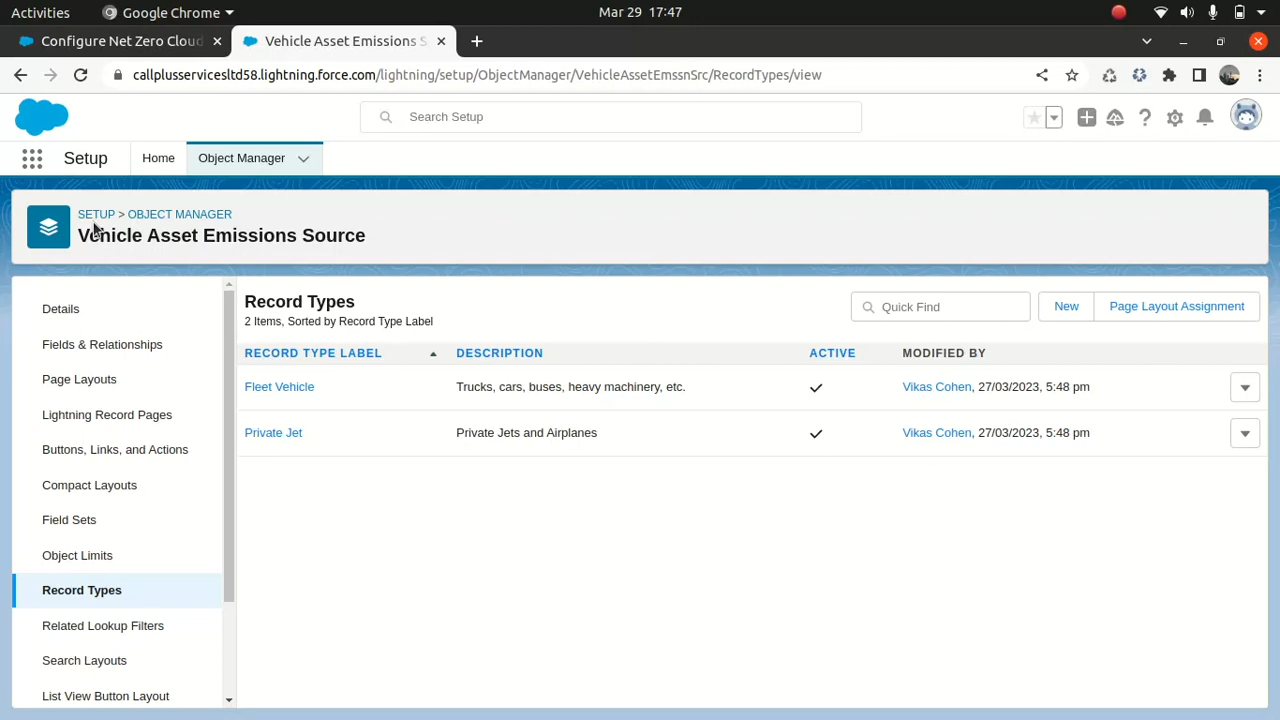 Activities
Google Chrome
Mar 29 17:47
Configure Net Zero Cloud
Vehicle Asset Emissions S
callplusservicesltd58.lightning.force.com/lightning/setup/ObjectManager/VehicleAssetEmssnSrc/RecordTypes/view
Search Setup
Setup
Home
Object Manager
SETUP > OBJECT MANAGER
Vehicle Asset Emissions Source
Details
Fields & Relationships
Page Layouts
Lightning Record Pages
Buttons, Links, and Actions
Compact Layouts
Field Sets
Object Limits
Record Types
Related Lookup Filters
Search Layouts
List View Button Layout
Record Types
2 Items, Sorted by Record Type Label
Quick Find
New
Page Layout Assignment
RECORD TYPE LABEL DESCRIPTION ACTIVE MODIFIED BY
Fleet Vehicle Trucks, cars, buses, heavy machinery, etc. Vikas Cohen, 27/03/2023, 5:48 pm
Private Jet Private Jets and Airplanes Vikas Cohen, 27/03/2023, 5:48 pm